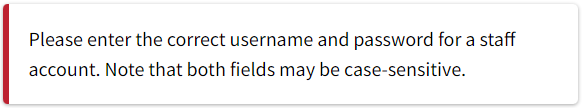 Please enter the correct username and password for a staff
account. Note that both fields may be case-sensitive.